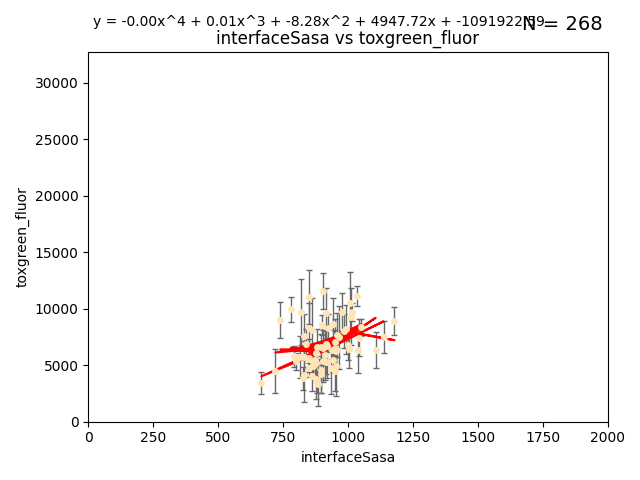 y = -0.00x^4 + 0.01x^3 + -8.28x^2 + 4947.72x + -1091922.59
N = 268
interfaceSasa vs toxgreen_fluor
30000
25000
20000
15000
10000
5000
0
toxgreen_fluor
0 250 500 750 1000 1250 1500 1750 2000
interfaceSasa